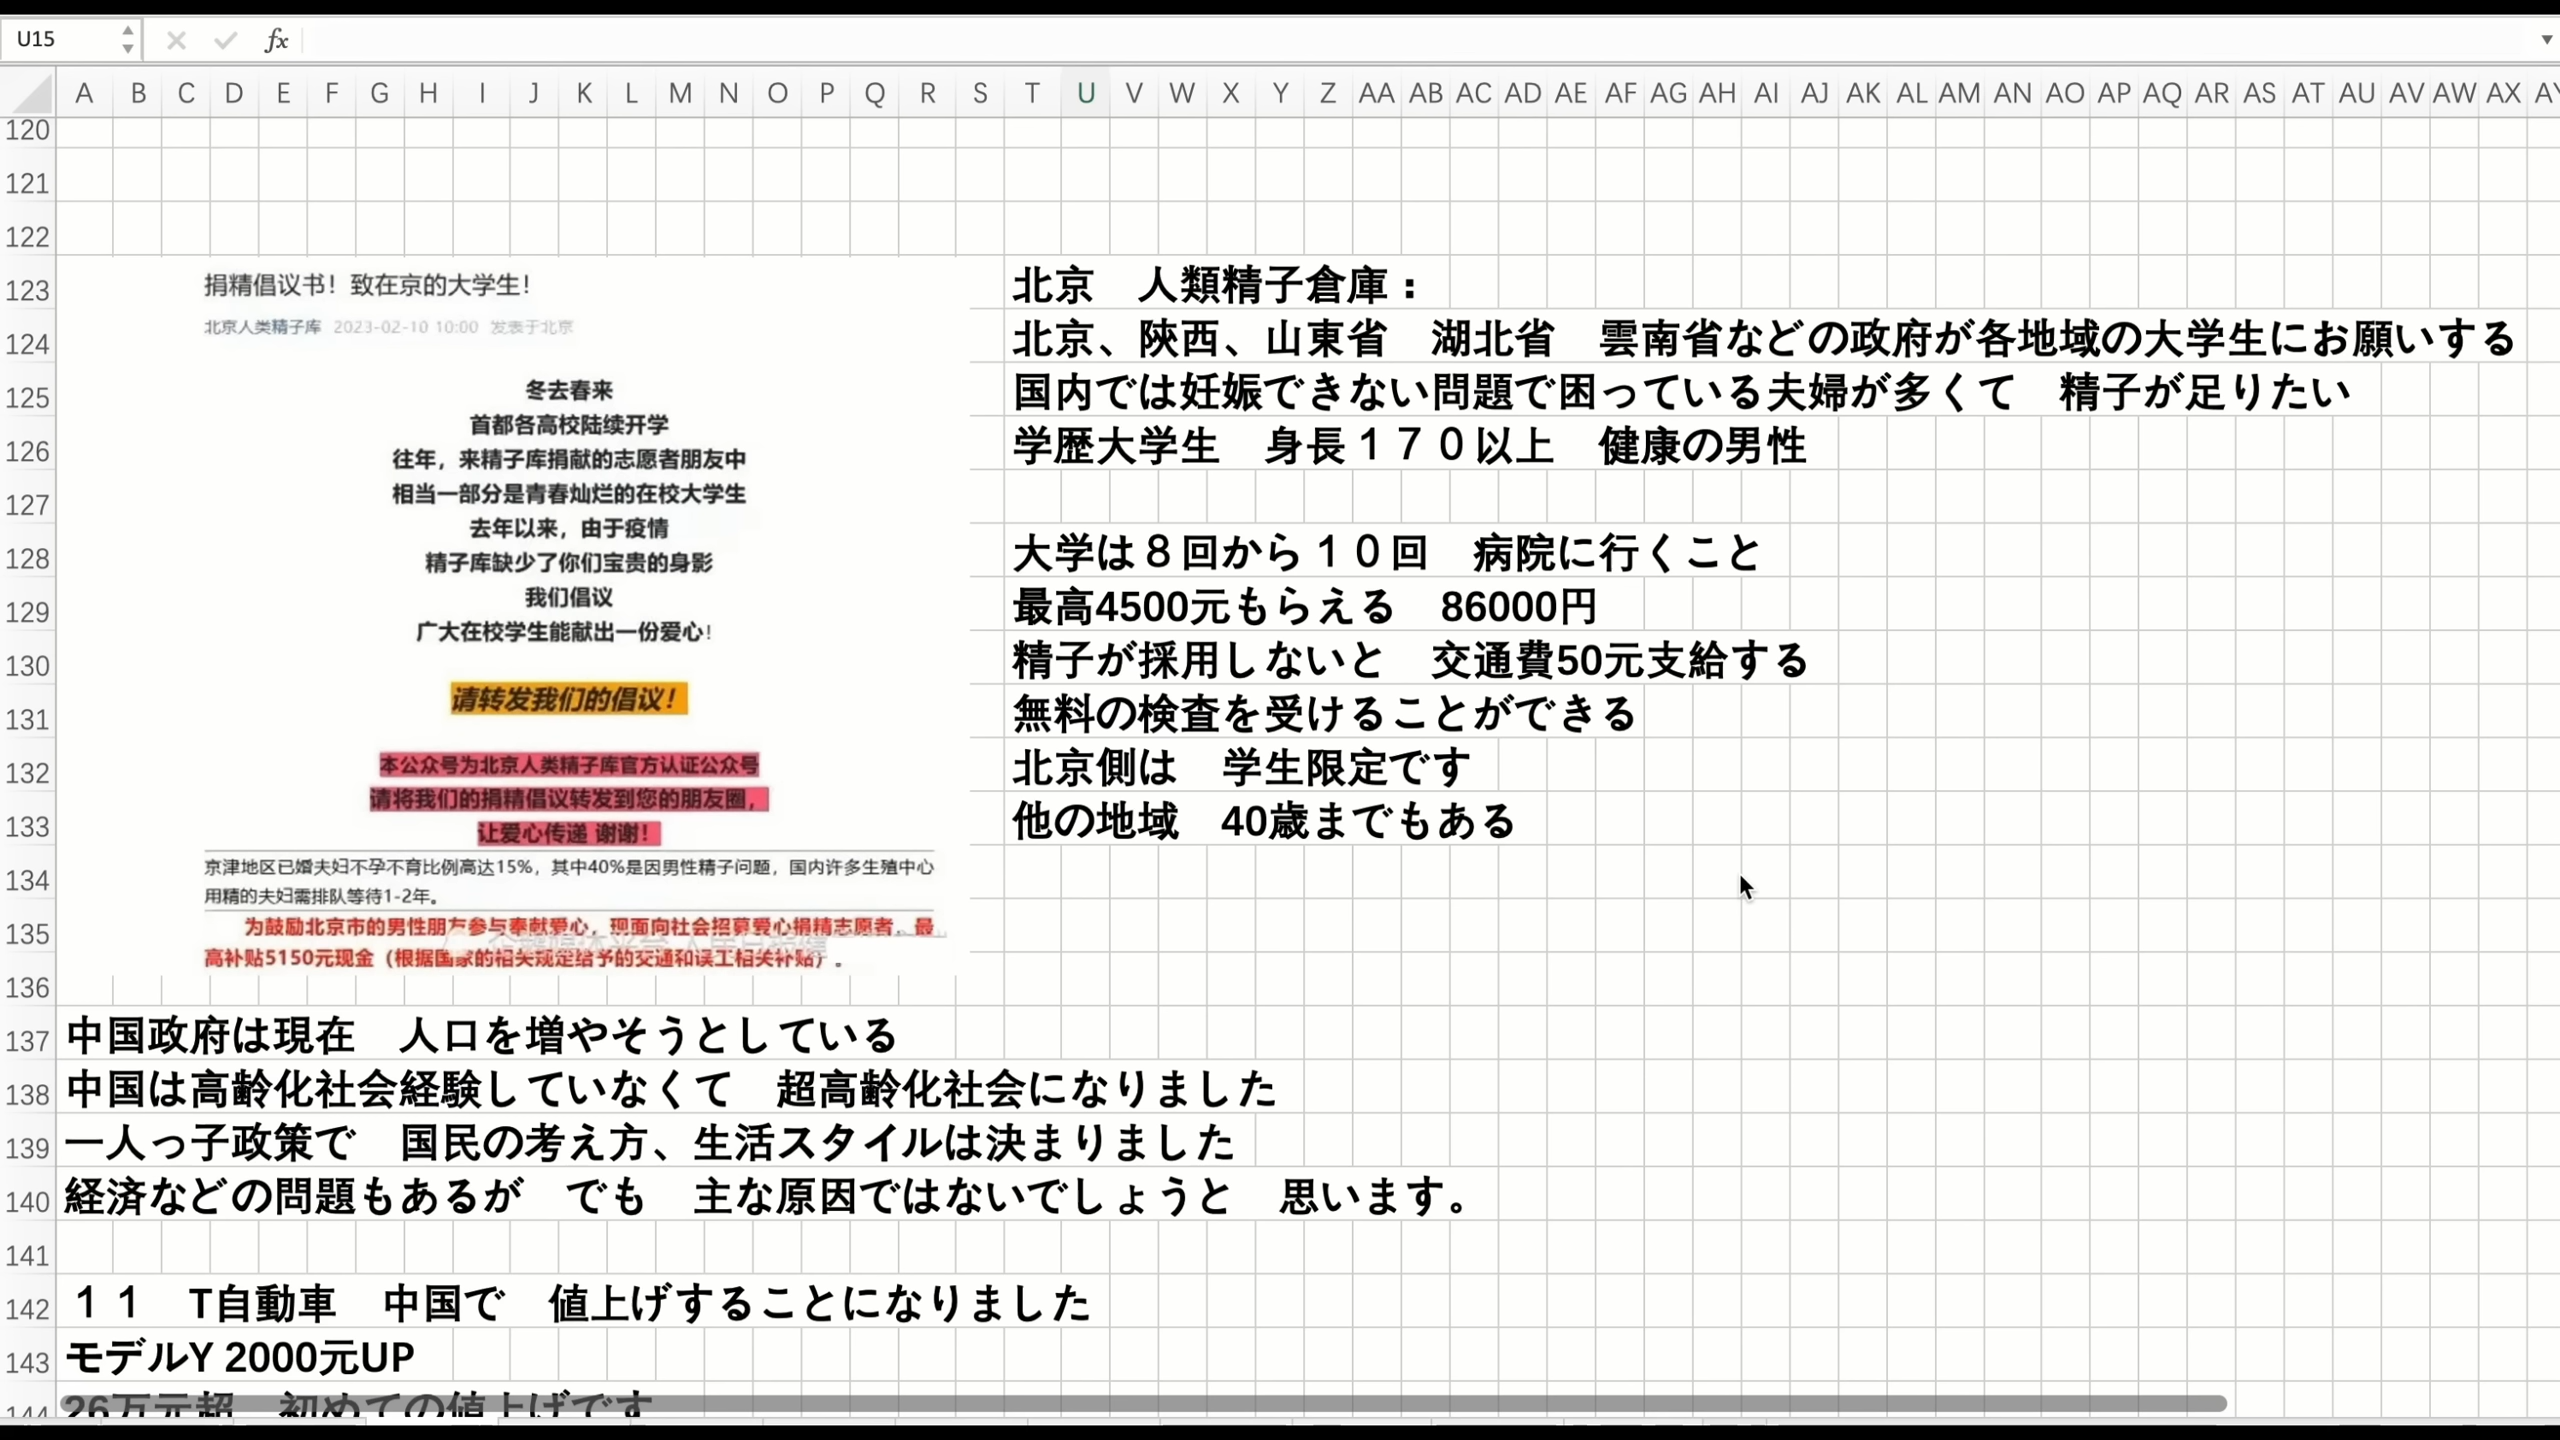 U15
fx
A B C D E F G H I J K L M N O P Q R S T U V W X Y Z AA AB AC AD AE AF AG AH AI AJ AK AL AM AN AO AP AQ AR AS AT AU AV AW AX AY
120
121
122
123
124
125
126
127
128
129
130
131
132
133
134
135
136
137
138
139
140
141
142
143
144
捐精倡议书！致在京的大学生！
北京人类精子库 2023-02-10 10:00 发表于北京
冬去春来
首都各高校陆续开学
往年，来精子库捐献的志愿者朋友中
相当一部分是青春灿烂的在校大学生
去年以来，由于疫情
精子库缺少了你们宝贵的身影
我们倡议
广大在校学生能献出一份爱心！
请转发我们的倡议！
本公众号为北京人类精子库官方认证公众号
请将我们的捐精倡议转发到您的朋友圈，
让爱心传递 谢谢！
京津地区已婚夫妇不孕不育比例高达15%，其中40%是因男性精子问题，国内许多生殖中心
用精的夫妇需排队等待1-2年。
为鼓励北京市的男性朋友参与奉献爱心，现面向社会招募爱心捐精志愿者，最
高补贴5150元现金（根据国家的相关规定给予的交通和误工相关补贴）。
北京　人類精子倉庫：
北京、陝西、山東省　湖北省　雲南省などの政府が各地域の大学生にお願いする
国内では妊娠できない問題で困っている夫婦が多くて　精子が足りたい
学歴大学生　身長１７０以上　健康の男性
大学は８回から１０回　病院に行くこと
最高4500元もらえる　86000円
精子が採用しないと　交通費50元支給する
無料の検査を受けることができる
北京側は　学生限定です
他の地域　40歳までもある
中国政府は現在　人口を増やそうとしている
中国は高齢化社会経験していなくて　超高齢化社会になりました
一人っ子政策で　国民の考え方、生活スタイルは決まりました
経済などの問題もあるが　でも　主な原因ではないでしょうと　思います。
１１　T自動車　中国で　値上げすることになりました
モデルY 2000元UP
26万元超　初めての値上げです